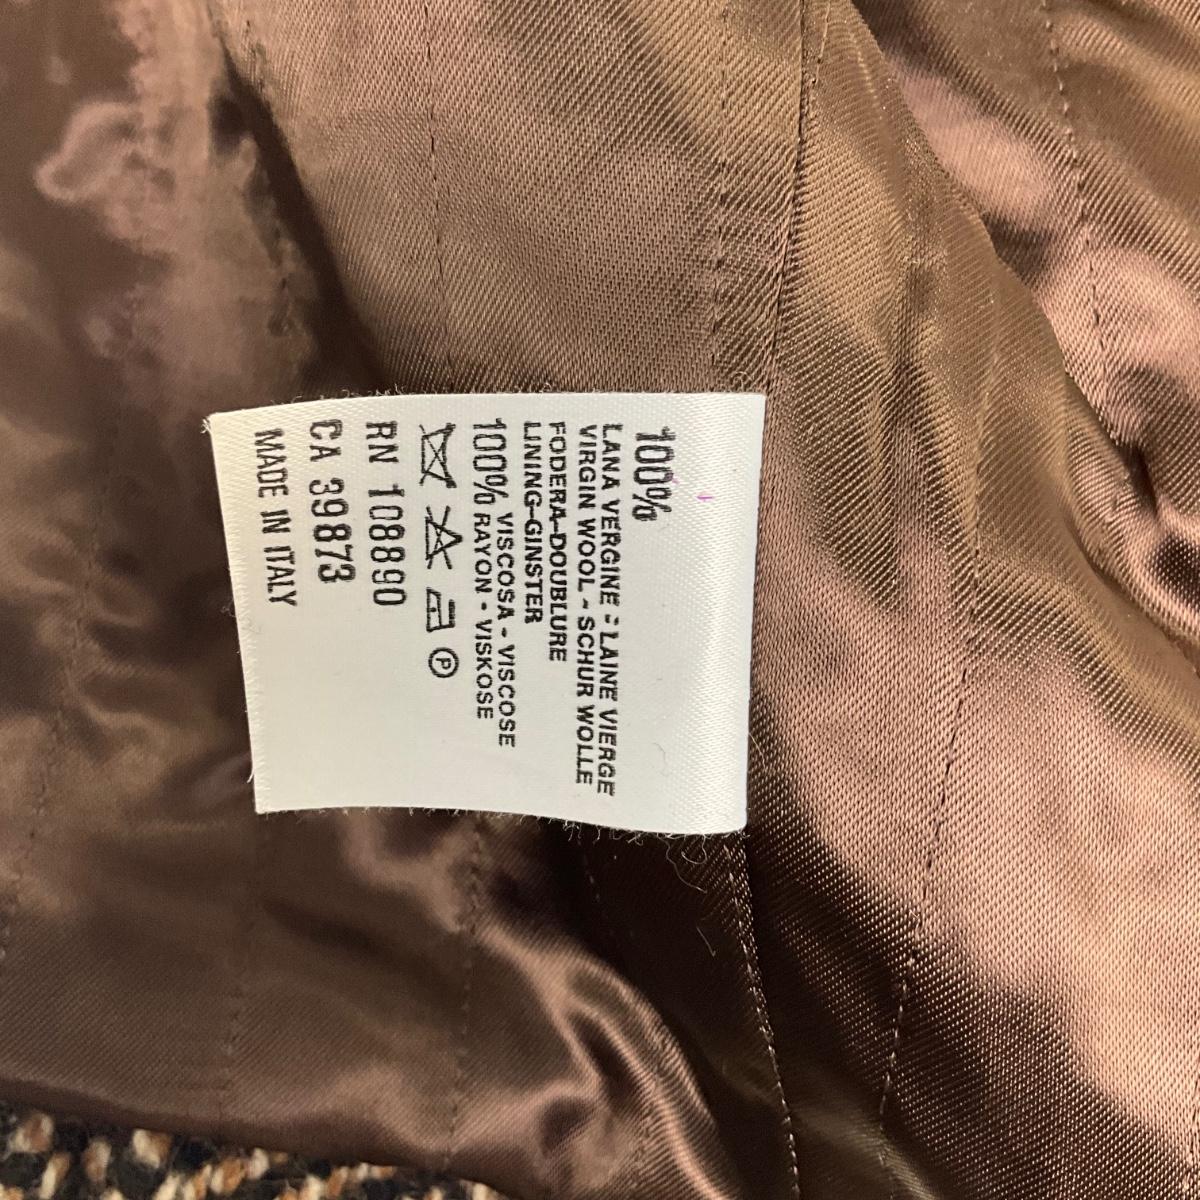 100%
LANA VERGINE - LAINE VIERGE
VIRGIN WOOL - SCHUR WOLLE
FODERA-DOUBLURE
LINING-GINSTER
VISCOSA - VISCOSE
100% RAYON - VISKOSE
P
RN 108890
CA 39873
MADE IN ITALY